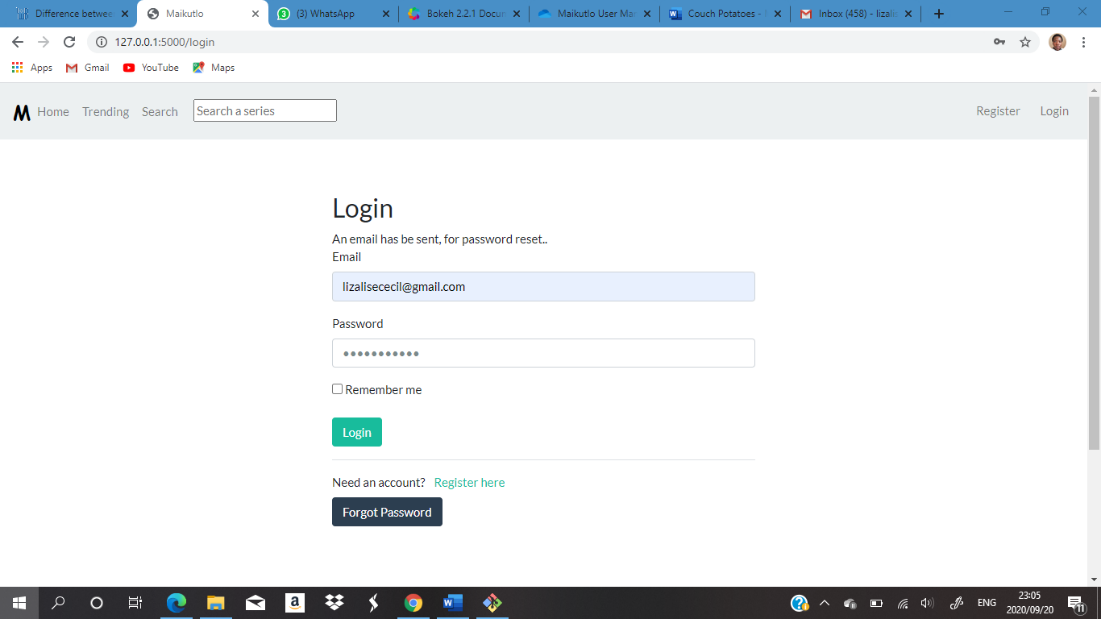 Difference betwee
Maikutlo
(3) WhatsApp
Bokeh 2.2.1 Docum
Maikutlo User Man
Couch Potatoes -
Inbox (458) - lizalis
127.0.0.1:5000/login
Apps
Gmail
YouTube
Maps
M
Home
Trending
Search
Search a series
Register
Login
Login
An email has be sent, for password reset..
Email
lizalisececil@gmail.com
Password
Remember me
Login
Need an account? Register here
Forgot Password
ENG
23:05
2020/09/20
11